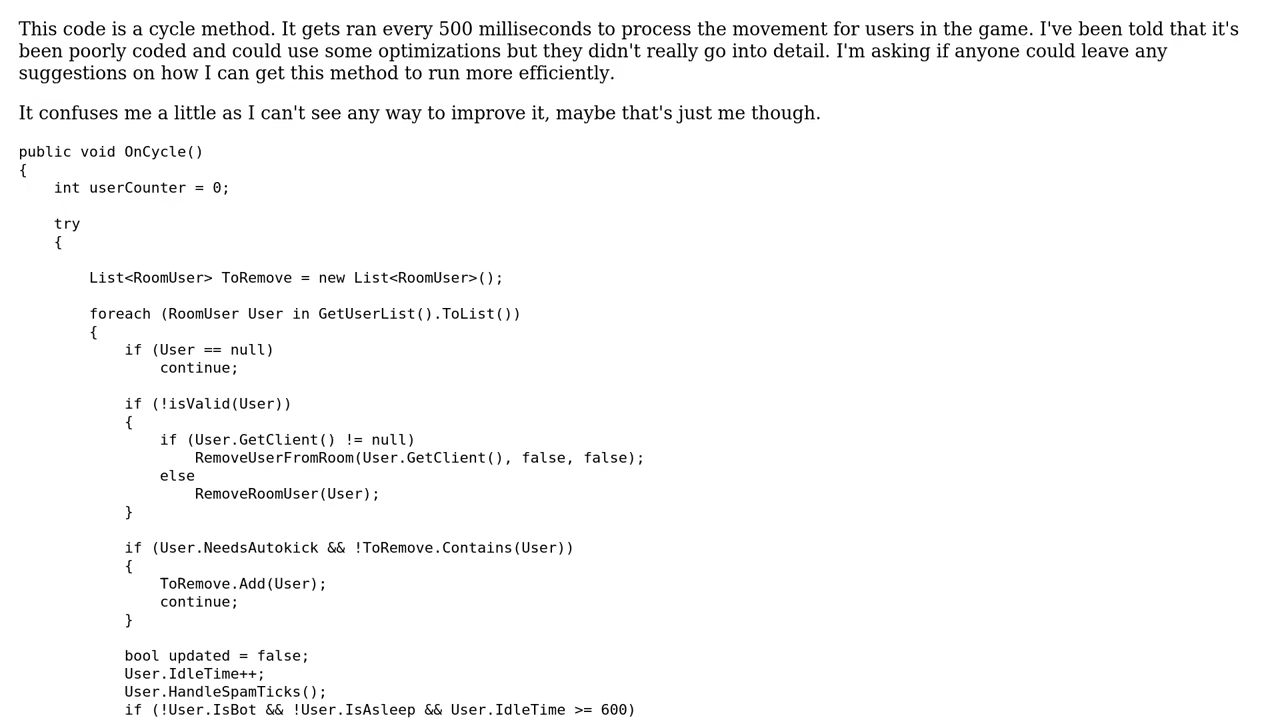 This code is a cycle method. It gets ran every 500 milliseconds to process the movement for users in the game. I've been told that it's
been poorly coded and could use some optimizations but they didn't really go into detail. I'm asking if anyone could leave any
suggestions on how I can get this method to run more efficiently.
It confuses me a little as I can't see any way to improve it, maybe that's just me though.
public void OnCycle()
{
    int userCounter = 0;
    try
    {
        List<RoomUser> ToRemove = new List<RoomUser>();
        foreach (RoomUser User in GetUserList().ToList())
        {
            if (User == null)
                continue;
            if (!isValid(User))
            {
                if (User.GetClient() != null)
                    RemoveUserFromRoom(User.GetClient(), false, false);
                else
                    RemoveRoomUser(User);
            }
            if (User.NeedsAutokick && !ToRemove.Contains(User))
            {
                ToRemove.Add(User);
                continue;
            }
            bool updated = false;
            User.IdleTime++;
            User.HandleSpamTicks();
            if (!User.IsBot && !User.IsAsleep && User.IdleTime >= 600)